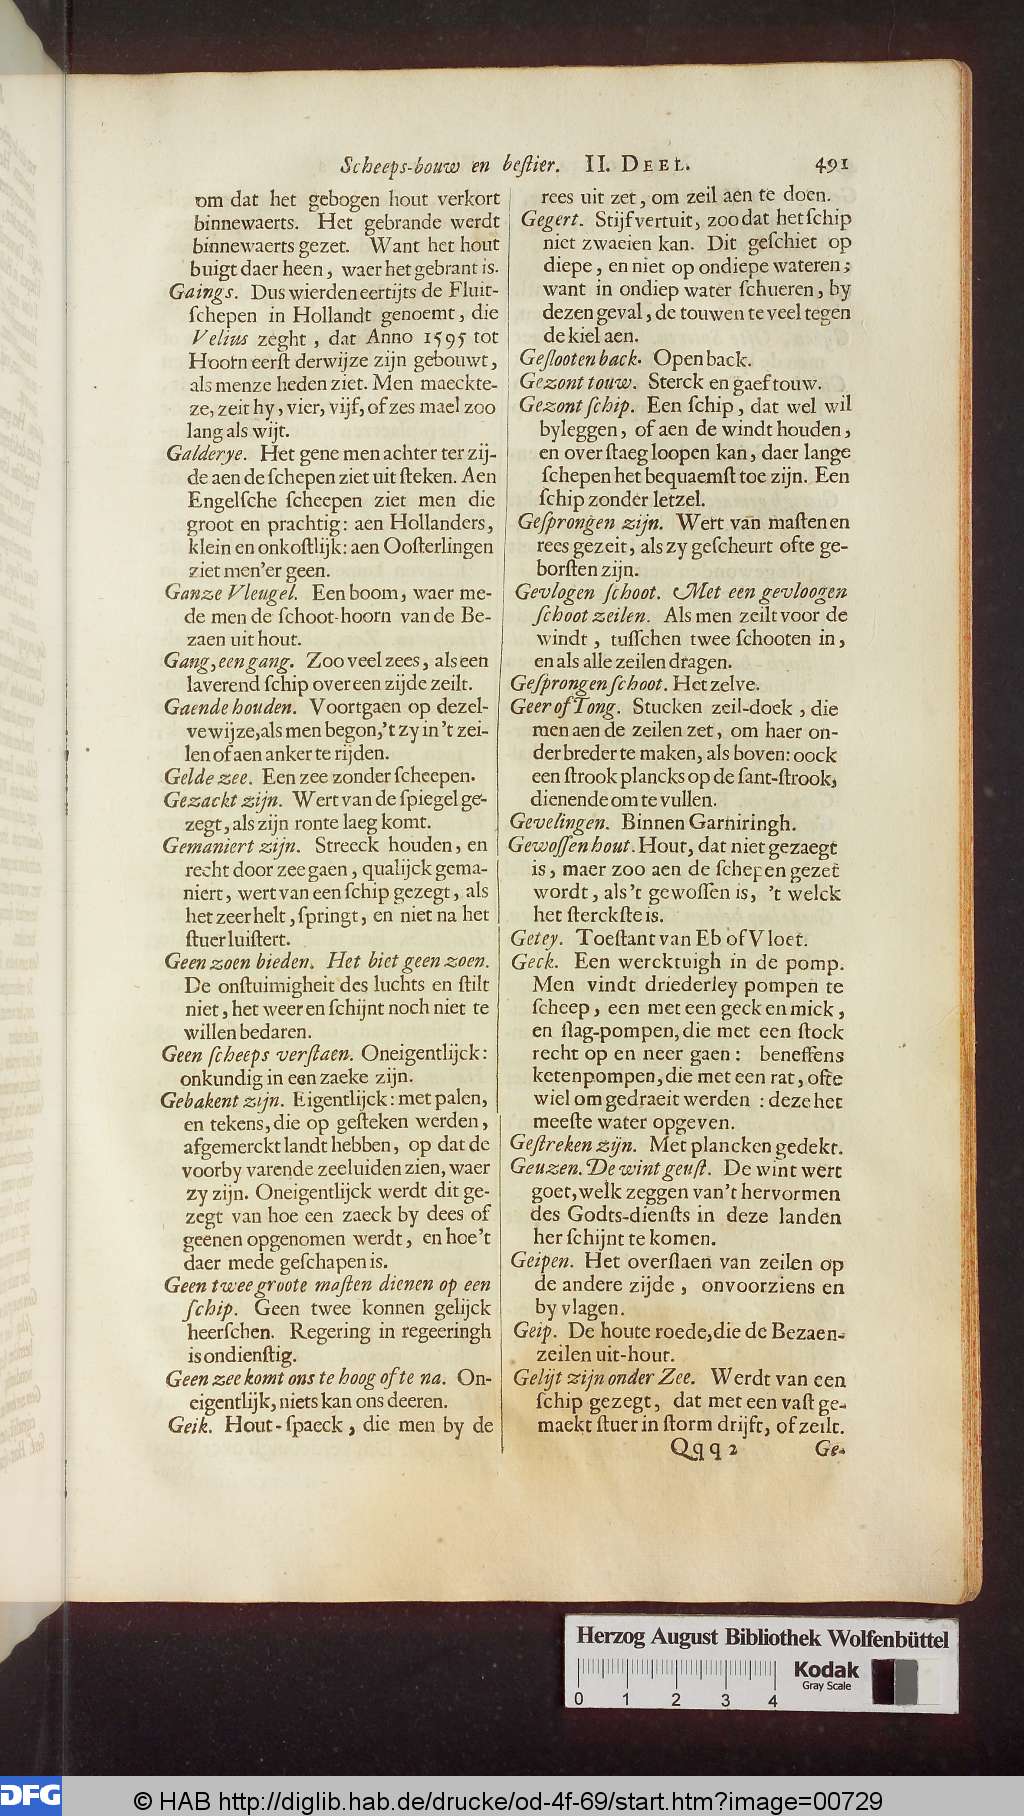 Scheeps-bouw en beſtier. II. DEEL. 491
om dat het gebogen hout verkort
binnewaerts. Het gebrande werdt
binnewaerts gezet. Want het hout
buigt daer heen, waer het gebrant is.
Gaings. Dus wierden eertijts de Fluit-
ſchepen in Hollandt genoemt, die
Velius zeght, dat Anno 1595 tot
Hoorn eerſt derwijze zijn gebouwt,
als men ze heden ziet. Men maeckte-
ze, zeit hy, vier, vijf, of zes mael zoo
lang als wijt.
Galderye. Het gene men achter ter zij-
de aen de ſchepen ziet uit ſteken. Aen
Engelſche ſcheepen ziet men die
groot en prachtig: aen Hollanders,
klein en onkoſtlijk: aen Ooſterlingen
ziet men'er geen.
Ganze Vleugel. Een boom, waer me-
de men de ſchoot-hoorn van de Be-
zaen uit hout.
Gang, een gang. Zoo veel zees, als een
laverend ſchip over een zijde zeilt.
Gaende houden. Voortgaen op dezel-
ve wijze, als men begon, 't zy in 't zei-
len of aen anker te rijden.
Gelde zee. Een zee zonder ſcheepen.
Gezackt zijn. Wert van de ſpiegel ge-
zegt, als zijn ronte laeg komt.
Gemaniert zijn. Streeck houden, en
recht door zee gaen, qualijck gema-
niert, wert van een ſchip gezegt, als
het zeer helt, ſpringt, en niet na het
ſtuer luiſtert.
Geen zoen bieden. Het biet geen zoen.
De onſtuimigheit des luchts en ſtilt
niet, het weer en ſchijnt noch niet te
willen bedaren.
Geen ſcheeps verſtaen. Oneigentlijck:
onkundig in een zaeke zijn.
Gebakent zijn. Eigentlijck: met palen,
en tekens, die op geſteken werden,
afgemerckt landt hebben, op dat de
voorby varende zeeluiden zien, waer
zy zijn. Oneigentlijck werdt dit ge-
zegt van hoe een zaeck by dees of
geenen opgenomen werdt, en hoe't
daer mede geſchapen is.
Geen twee groote maſten dienen op een
ſchip. Geen twee konnen gelijck
heerſchen. Regering in regeeringh
is ondienſtig.
Geen zee komt ons te hoog of te na. On-
eigentlijk, niets kan ons deeren.
Geik. Hout-ſpaeck, die men by de
rees uit zet, om zeil aen te doen.
Gegert. Stijf vertuit, zoo dat het ſchip
niet zwaeien kan. Dit geſchiet op
diepe, en niet op ondiepe wateren;
want in ondiep water ſchueren, by
dezen geval, de touwen te veel tegen
de kiel aen.
Geſlooten back. Open back.
Gezont touw. Sterck en gaef touw.
Gezont ſchip. Een ſchip, dat wel wil
byleggen, of aen de windt houden,
en over ſtaeg loopen kan, daer lange
ſchepen het bequaemſt toe zijn. Een
ſchip zonder letzel.
Geſprongen zijn. Wert van maſten en
rees gezeit, als zy geſcheurt ofte ge-
borſten zijn.
Gevlogen ſchoot. Met een gevloogen
ſchoot zeilen. Als men zeilt voor de
windt, tuſſchen twee ſchooten in,
en als alle zeilen dragen.
Geſprongen ſchoot. Het zelve.
Geer of Tong. Stucken zeil-doek, die
men aen de zeilen zet, om haer on-
der breder te maken, als boven: oock
een ſtrook plancks op de ſant-ſtrook,
dienende om te vullen.
Gevelingen. Binnen Garniringh.
Gewoſſen hout. Hout, dat niet gezaegt
is, maer zoo aen de ſchepen gezet
wordt, als 't gewoſſen is, 't welck
het ſterckſte is.
Getey. Toeſtant van Eb of Vloet.
Geck. Een wercktuigh in de pomp.
Men vindt driederley pompen te
ſcheep, een met een geck en mick,
en ſlag-pompen, die met een ſtock
recht op en neer gaen: beneffens
ketenpompen, die met een rat, ofte
wiel om gedraeit werden: deze het
meeſte water opgeven.
Geſtreken zijn. Met plancken gedekt.
Geuzen. De wint geuſt. De wint wert
goet, welk zeggen van 't hervormen
des Godts-dienſts in deze landen
her ſchijnt te komen.
Geipen. Het overſlaen van zeilen op
de andere zijde, onvoorziens en
by vlagen.
Geip. De houte roede, die de Bezaen-
zeilen uit-hout.
Gelijt zijn onder Zee. Werdt van een
ſchip gezegt, dat met een vaſt ge-
maekt ſtuer in ſtorm drijft, of zeilt.
Qqq 2 Ge-
Herzog August Bibliothek Wolfenbüttel
Kodak
Gray Scale
0 1 2 3 4
DFG
© HAB http://diglib.hab.de/drucke/od-4f-69/start.htm?image=00729